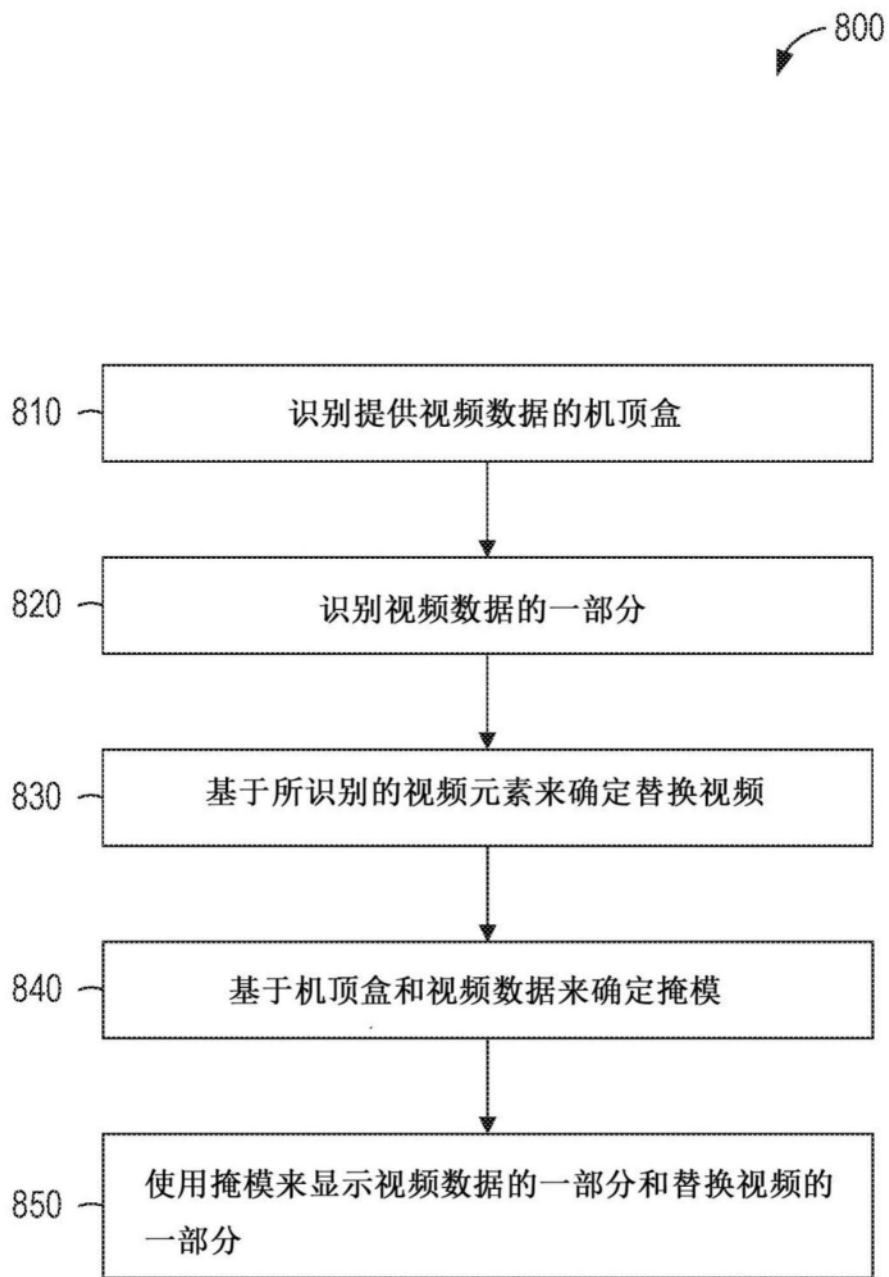 800
810
识别提供视频数据的机顶盒
820
识别视频数据的一部分
830
基于所识别的视频元素来确定替换视频
840
基于机顶盒和视频数据来确定掩模
850
使用掩模来显示视频数据的一部分和替换视频的
一部分